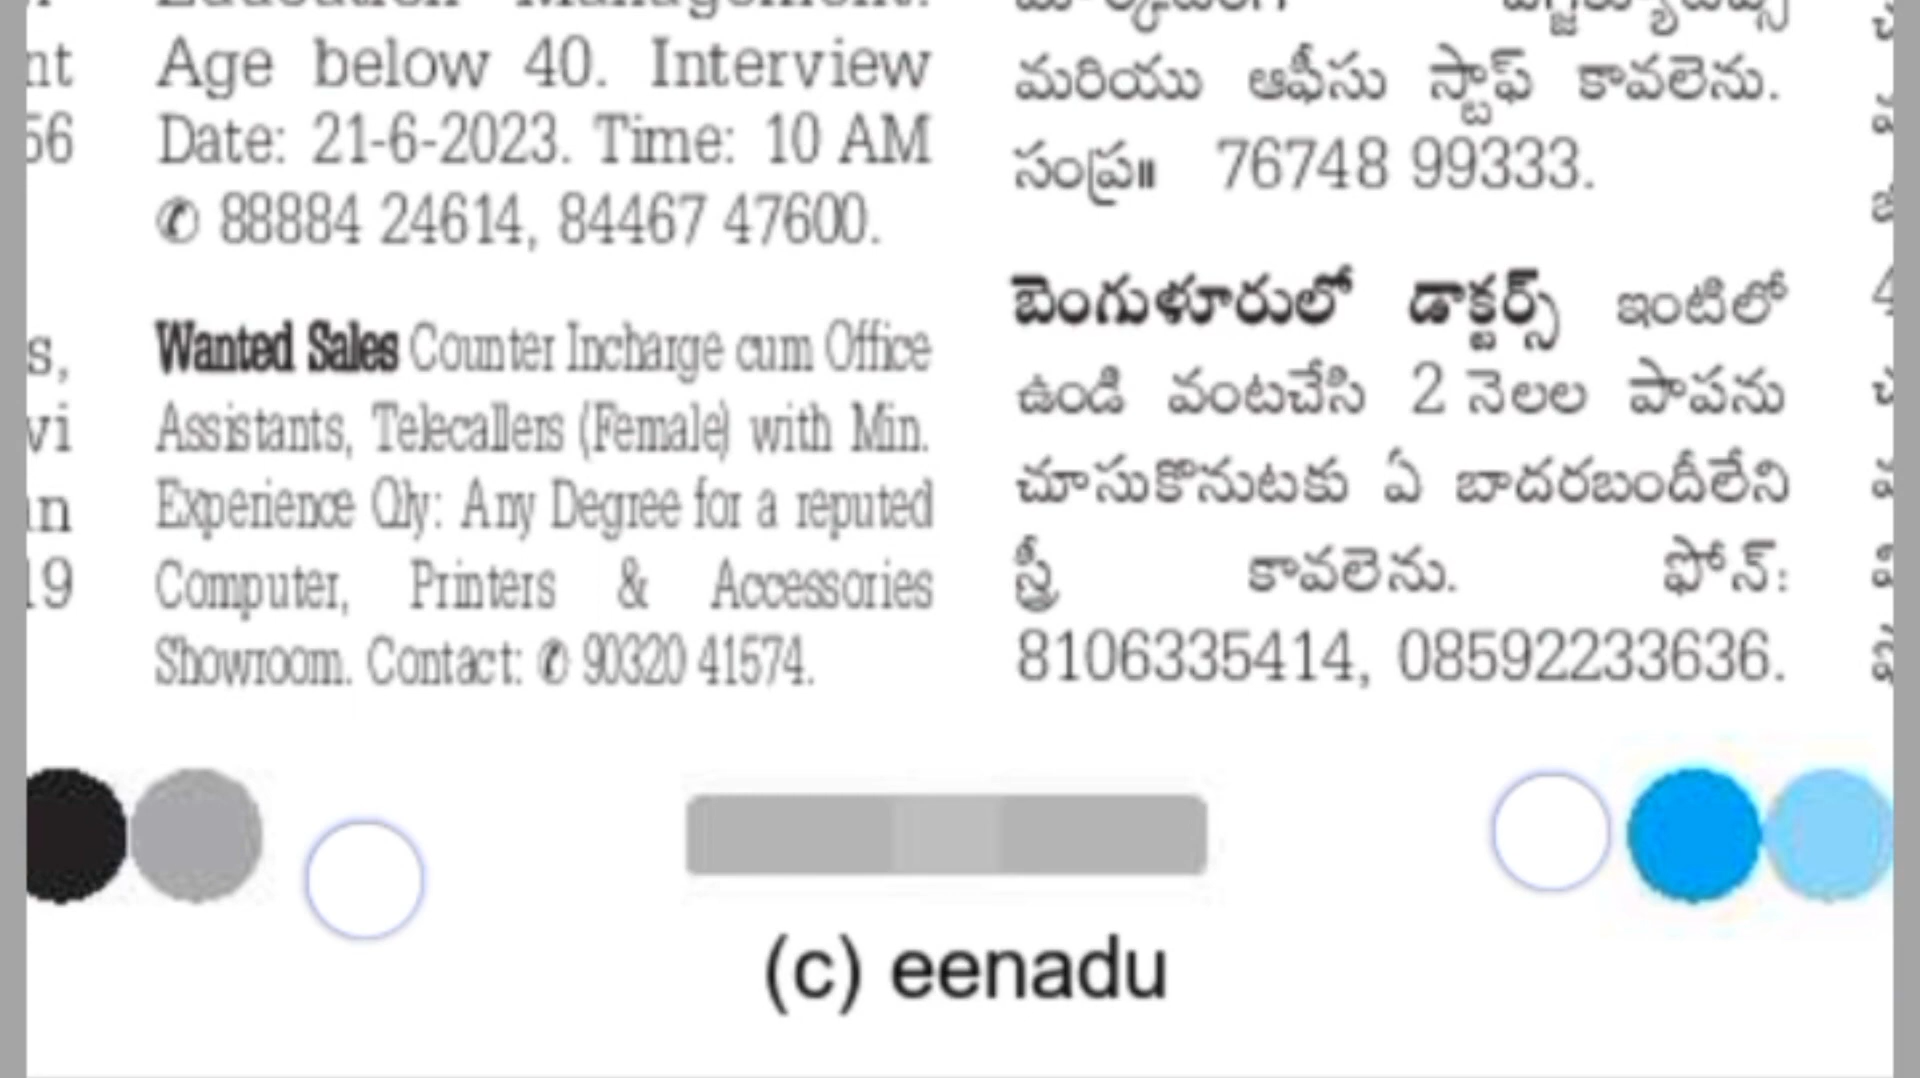 Education Management.
Age below 40. Interview
Date: 21-6-2023. Time: 10 AM
✆ 88884 24614, 84467 47600.
Wanted Sales Counter Incharge cum Office
Assistants, Telecallers (Female) with Min.
Experience Qly: Any Degree for a reputed
Computer, Printers & Accessories
Showroom. Contact: ✆ 90320 41574.
మరియు ఆఫీసు స్టాఫ్ కావలెను.
సంప్ర॥ 76748 99333.
బెంగుళూరులో డాక్టర్స్ ఇంటిలో
ఉండి వంటచేసి 2 నెలల పాపను
చూసుకొనుటకు ఏ బాదరబందీలేని
స్త్రీ కావలెను. ఫోన్:
8106335414, 08592233636.
(c) eenadu